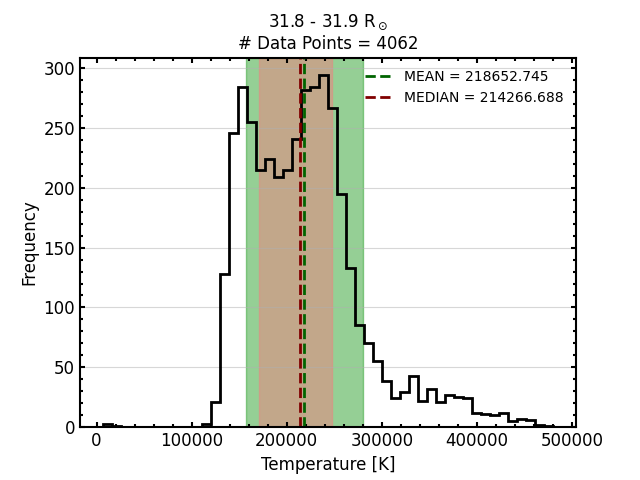 31.8 - 31.9 R⊙
# Data Points = 4062
MEAN = 218652.745
MEDIAN = 214266.688
Frequency
300
250
200
150
100
50
0
0 100000 200000 300000 400000 500000
Temperature [K]